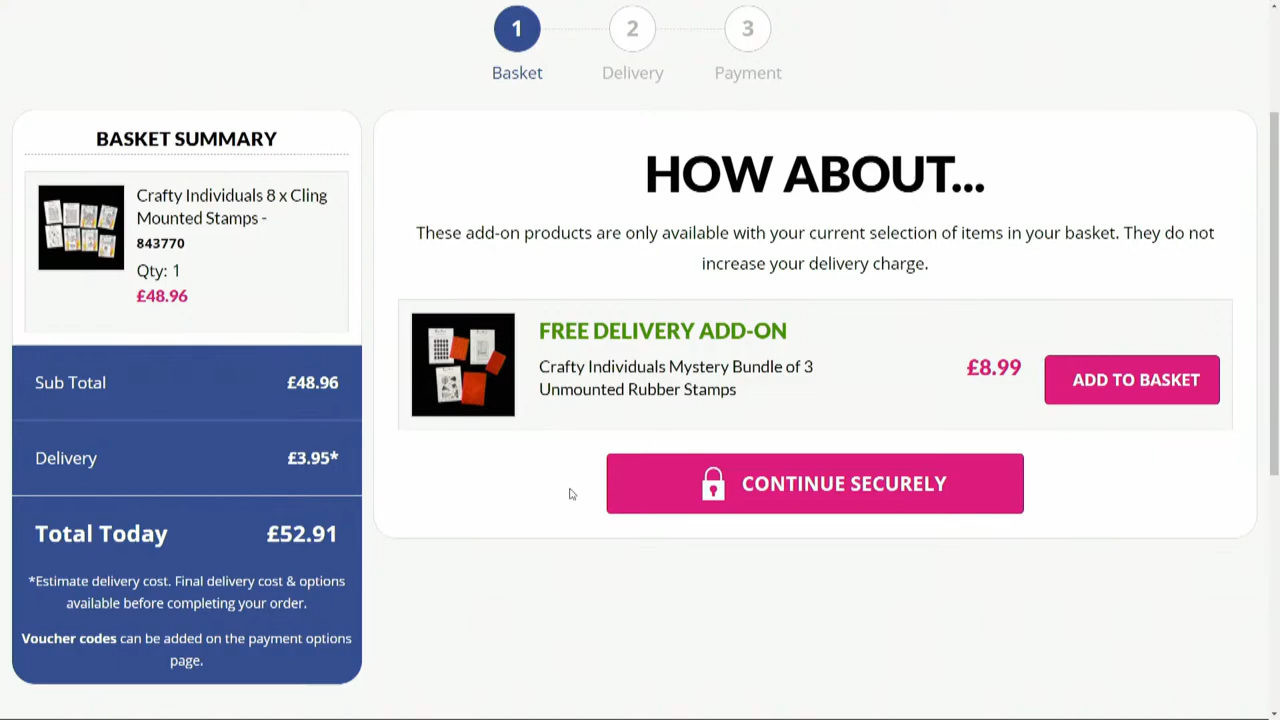 1
2
3
Basket
Delivery
Payment
BASKET SUMMARY
Crafty Individuals 8 x Cling
Mounted Stamps -
843770
Qty: 1
£48.96
Sub Total £48.96
Delivery £3.95*
Total Today £52.91
*Estimate delivery cost. Final delivery cost & options
available before completing your order.
Voucher codes can be added on the payment options
page.
HOW ABOUT...
These add-on products are only available with your current selection of items in your basket. They do not
increase your delivery charge.
FREE DELIVERY ADD-ON
Crafty Individuals Mystery Bundle of 3
Unmounted Rubber Stamps
£8.99
ADD TO BASKET
CONTINUE SECURELY